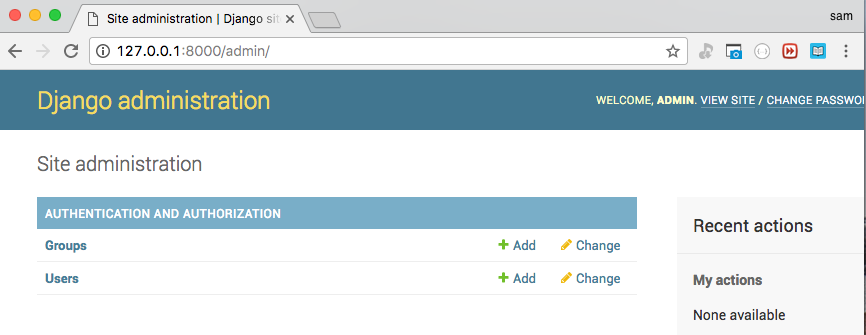 Site administration | Django sit
sam
127.0.0.1:8000/admin/
Django administration
WELCOME, ADMIN. VIEW SITE / CHANGE PASSWO
Site administration
AUTHENTICATION AND AUTHORIZATION
Groups Add Change
Users Add Change
Recent actions
My actions
None available